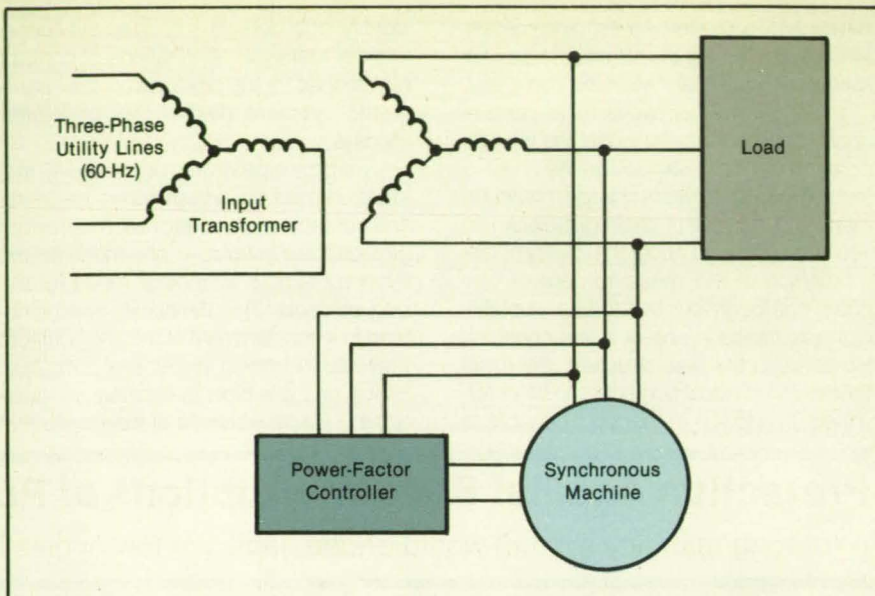 Three-Phase
Utility Lines
(60-Hz)
Input
Transformer
Load
Power-Factor
Controller
Synchronous
Machine